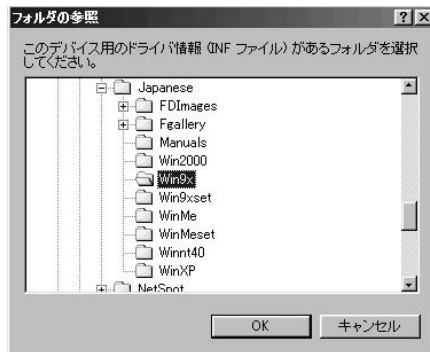 フォルダの参照
このデバイス用のドライバ情報 (INF ファイル) があるフォルダを選択
してください。
Japanese
FDImages
Fgallery
Manuals
Win2000
Win9x
Win9xset
WinMe
WinMeset
Winnt40
WinXP
NetSpot
OK キャンセル